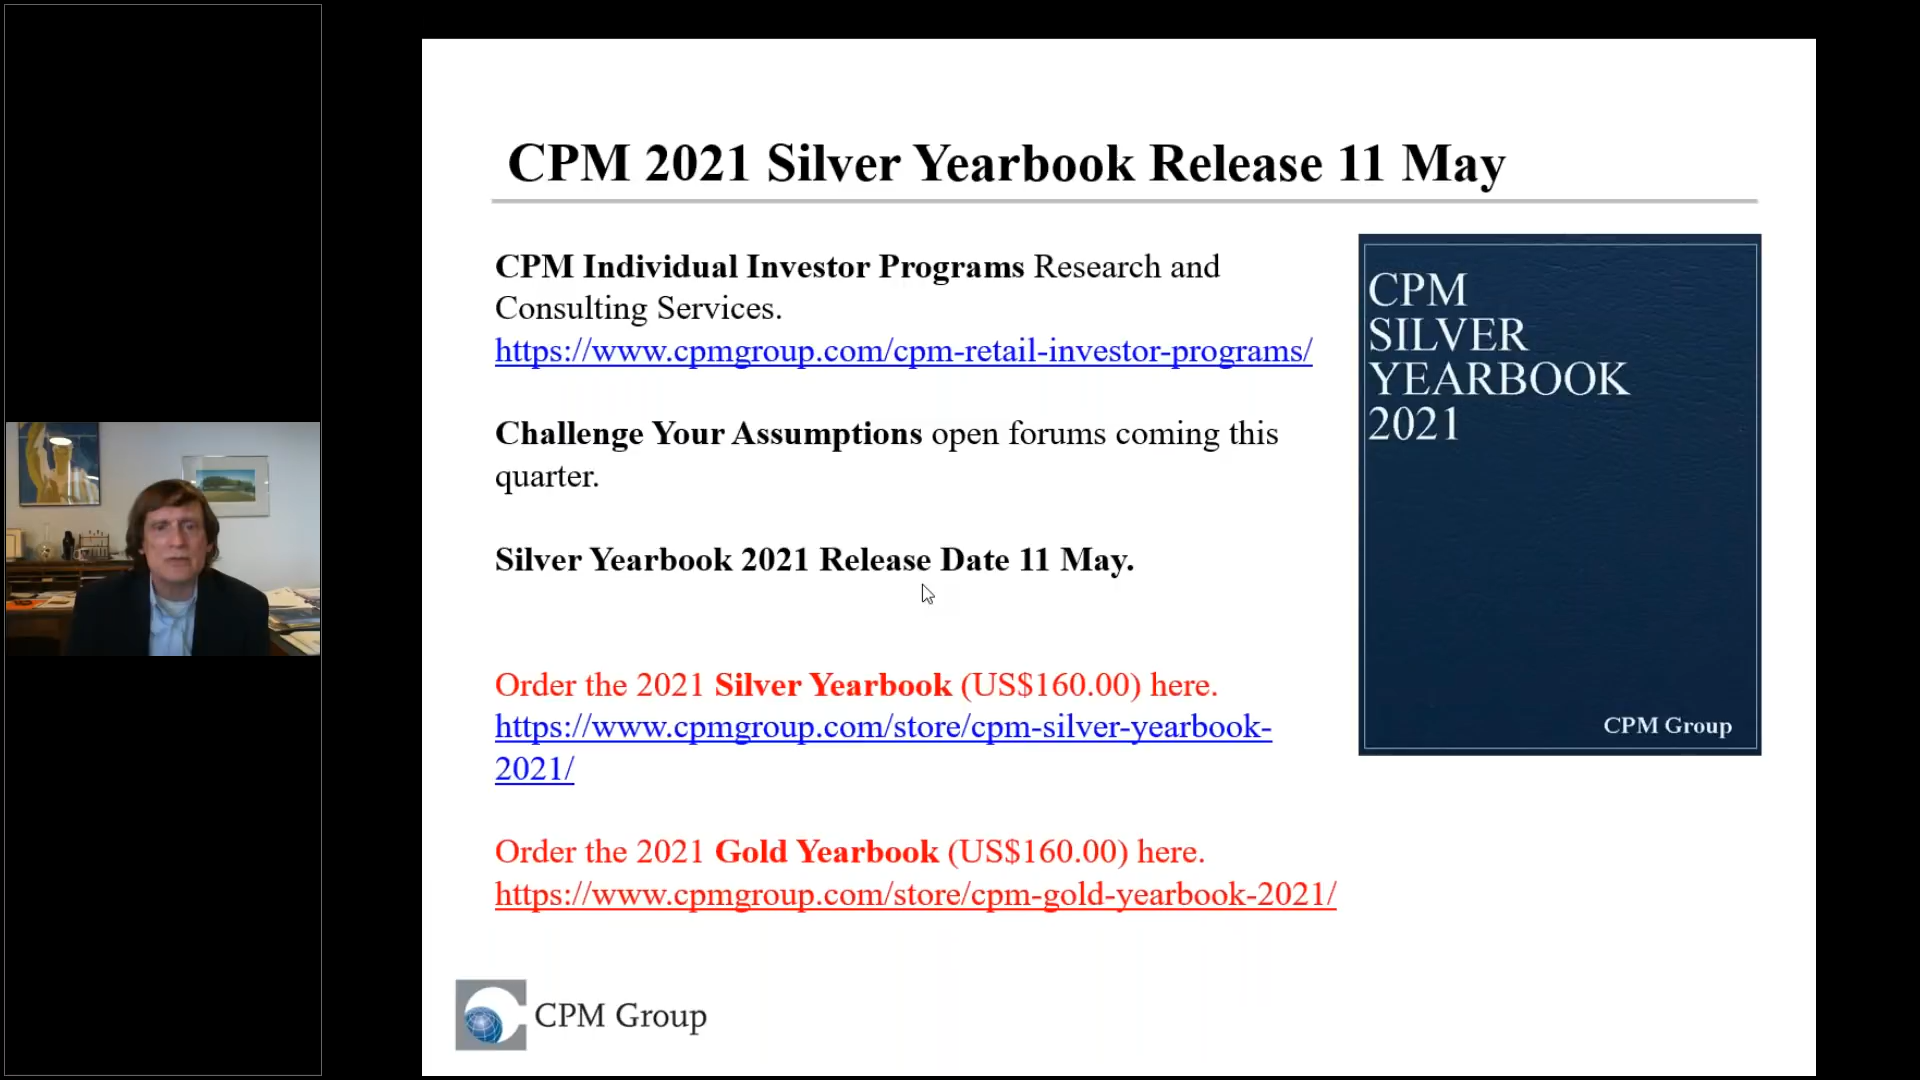 CPM 2021 Silver Yearbook Release 11 May
CPM Individual Investor Programs Research and
Consulting Services.
https://www.cpmgroup.com/cpm-retail-investor-programs/
Challenge Your Assumptions open forums coming this
quarter.
Silver Yearbook 2021 Release Date 11 May.
Order the 2021 Silver Yearbook (US$160.00) here.
https://www.cpmgroup.com/store/cpm-silver-yearbook-
2021/
Order the 2021 Gold Yearbook (US$160.00) here.
https://www.cpmgroup.com/store/cpm-gold-yearbook-2021/
CPM
SILVER
YEARBOOK
2021
CPM Group
CPM Group